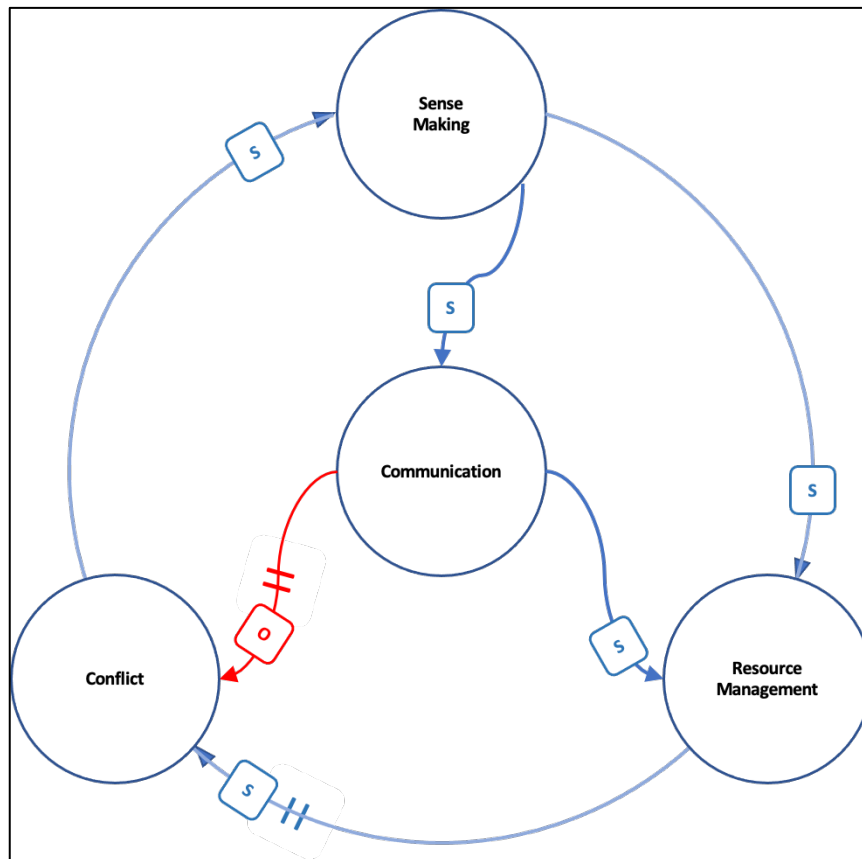 Sense
Making
S
S
Communication
S
O
S
Conflict
Resource
Management
S